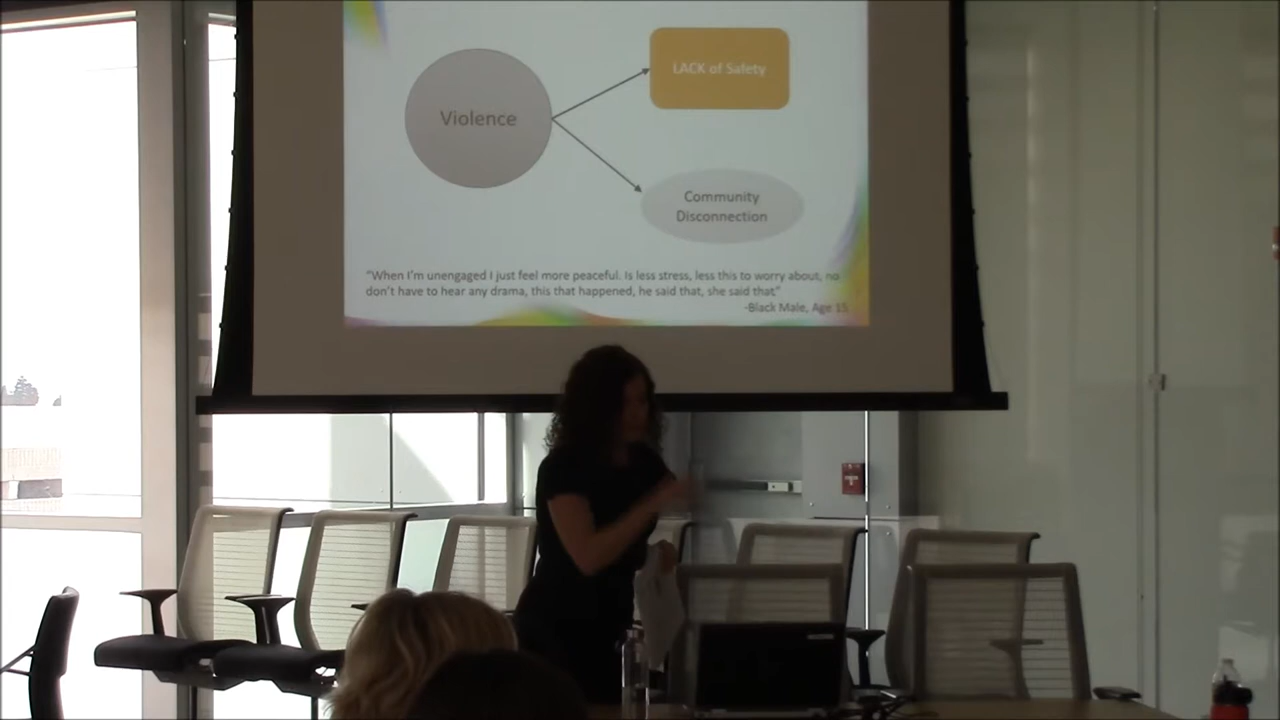 LACK of Safety
Violence
Community
Disconnection
"When I'm unengaged I just feel more peaceful. Is less stress, less this to worry about, no
don't have to hear any drama, this that happened, he said that, she said that"
-Black Male, Age 15